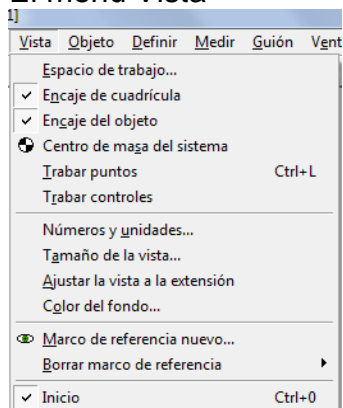 El menú Vista
1]
Vista Objeto Definir Medir Guión Vent
Espacio de trabajo...
Encaje de cuadrícula
Encaje del objeto
Centro de masa del sistema
Trabar puntos Ctrl+L
Trabar controles
Números y unidades...
Tamaño de la vista...
Ajustar la vista a la extensión
Color del fondo...
Marco de referencia nuevo...
Borrar marco de referencia
Inicio Ctrl+0